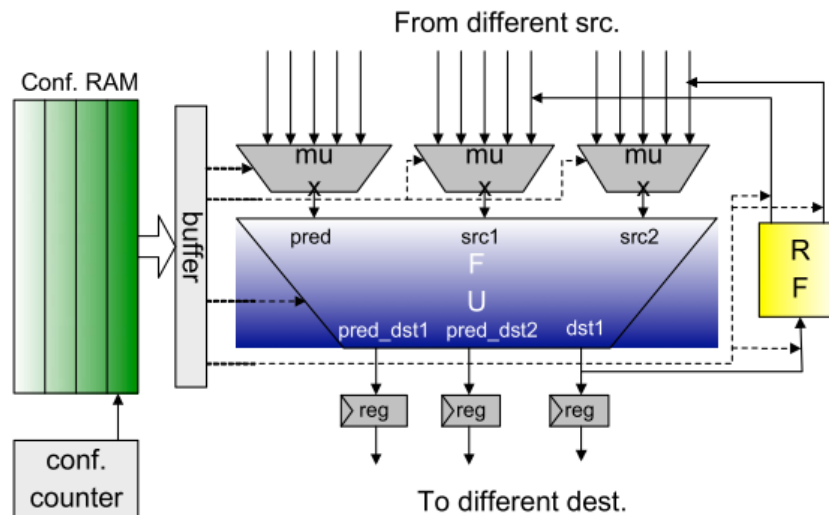 From different src.
Conf. RAM
mu
x
mu
x
mu
x
buffer
pred
src1
src2
F
U
R
F
pred_dst1
pred_dst2
dst1
reg
reg
reg
conf.
counter
To different dest.